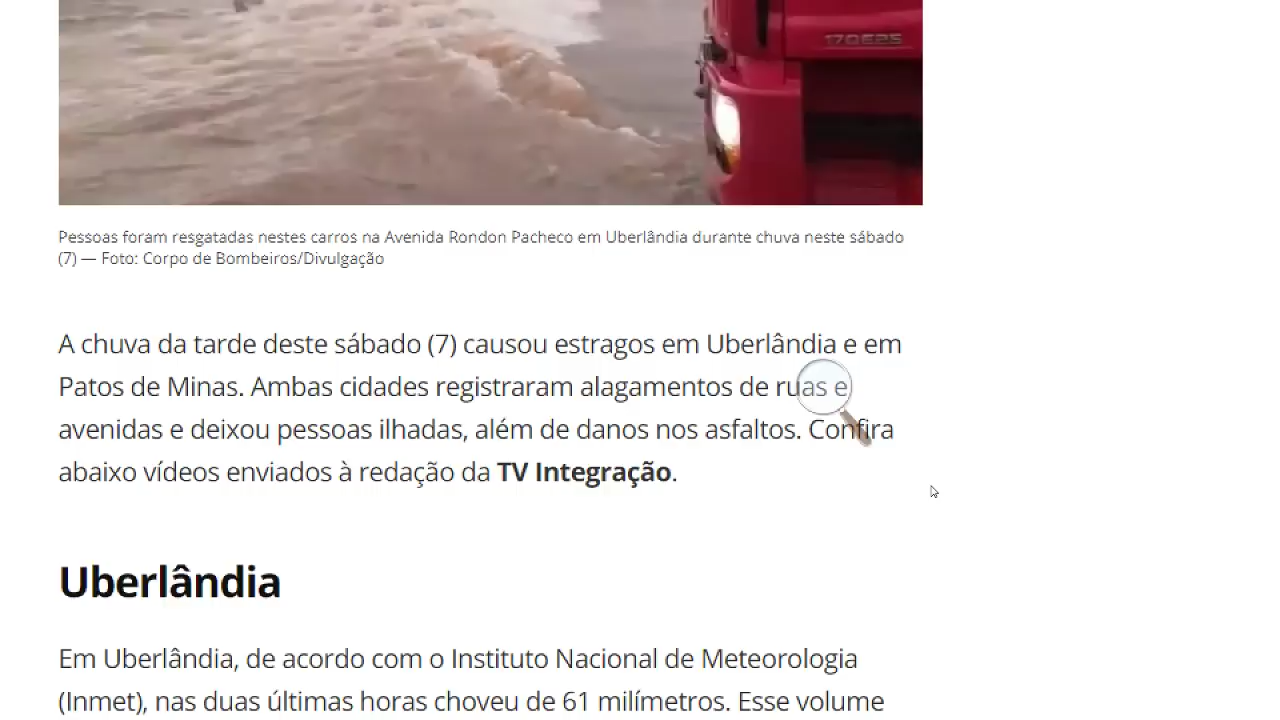 170E25
Pessoas foram resgatadas nestes carros na Avenida Rondon Pacheco em Uberlândia durante chuva neste sábado
(7) — Foto: Corpo de Bombeiros/Divulgação
A chuva da tarde deste sábado (7) causou estragos em Uberlândia e em
Patos de Minas. Ambas cidades registraram alagamentos de ruas e
avenidas e deixou pessoas ilhadas, além de danos nos asfaltos. Confira
abaixo vídeos enviados à redação da TV Integração.
Uberlândia
Em Uberlândia, de acordo com o Instituto Nacional de Meteorologia
(Inmet), nas duas últimas horas choveu de 61 milímetros. Esse volume